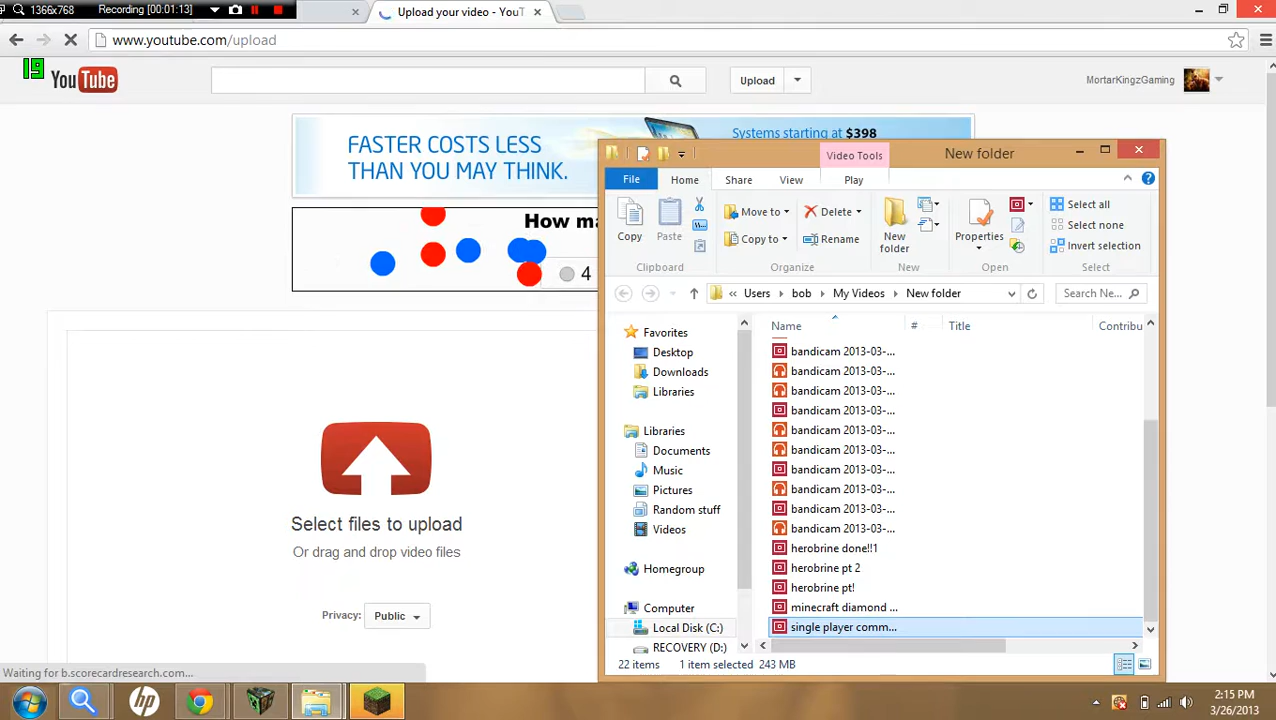 1366x768 Recording [00:01:13]
Upload your video - YouT
www.youtube.com/upload
19
YouTube
Upload
MortarKingzGaming
FASTER COSTS LESS
THAN YOU MAY THINK.
Systems starting at $398
How ma
4
Select files to upload
Or drag and drop video files
Privacy: Public
Waiting for b.scorecardresearch.com...
Video Tools
New folder
File Home Share View Play
Copy Paste
Move to Delete
Copy to Rename
New folder
Properties
Select all
Select none
Invert selection
Clipboard Organize New Open Select
« Users bob My Videos New folder
Search Ne...
Favorites
Desktop
Downloads
Libraries
Libraries
Documents
Music
Pictures
Random stuff
Videos
Homegroup
Computer
Local Disk (C:)
RECOVERY (D:)
Name # Title Contribu
bandicam 2013-03-...
bandicam 2013-03-...
bandicam 2013-03-...
bandicam 2013-03-...
bandicam 2013-03-...
bandicam 2013-03-...
bandicam 2013-03-...
bandicam 2013-03-...
bandicam 2013-03-...
bandicam 2013-03-...
herobrine done!!1
herobrine pt 2
herobrine pt!
minecraft diamond ...
single player comm...
22 items 1 item selected 243 MB
hp
2:15 PM
3/26/2013